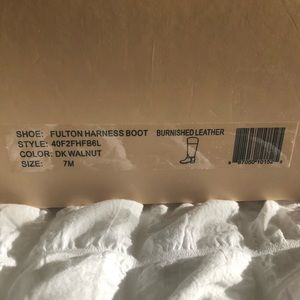 SHOE: FULTON HARNESS BOOT BURNISHED LEATHER
STYLE: 40F2FHFB6L
COLOR: DK WALNUT
SIZE: 7M